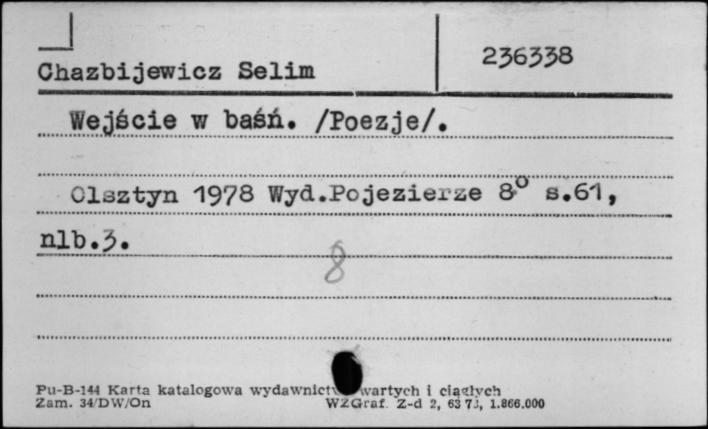 Chazbijewicz Selim 236338
Wejście w baśń. /Poezje/.
Olsztyn 1978 Wyd.Pojezierze 8° s.61,
nlb.3.
8
Pu-B-144 Karta katalogowa wydawnict wartych i ciągłych
Zam. 34/DW/On WZGraf. Z-d 2, 63 73, 1.866.000